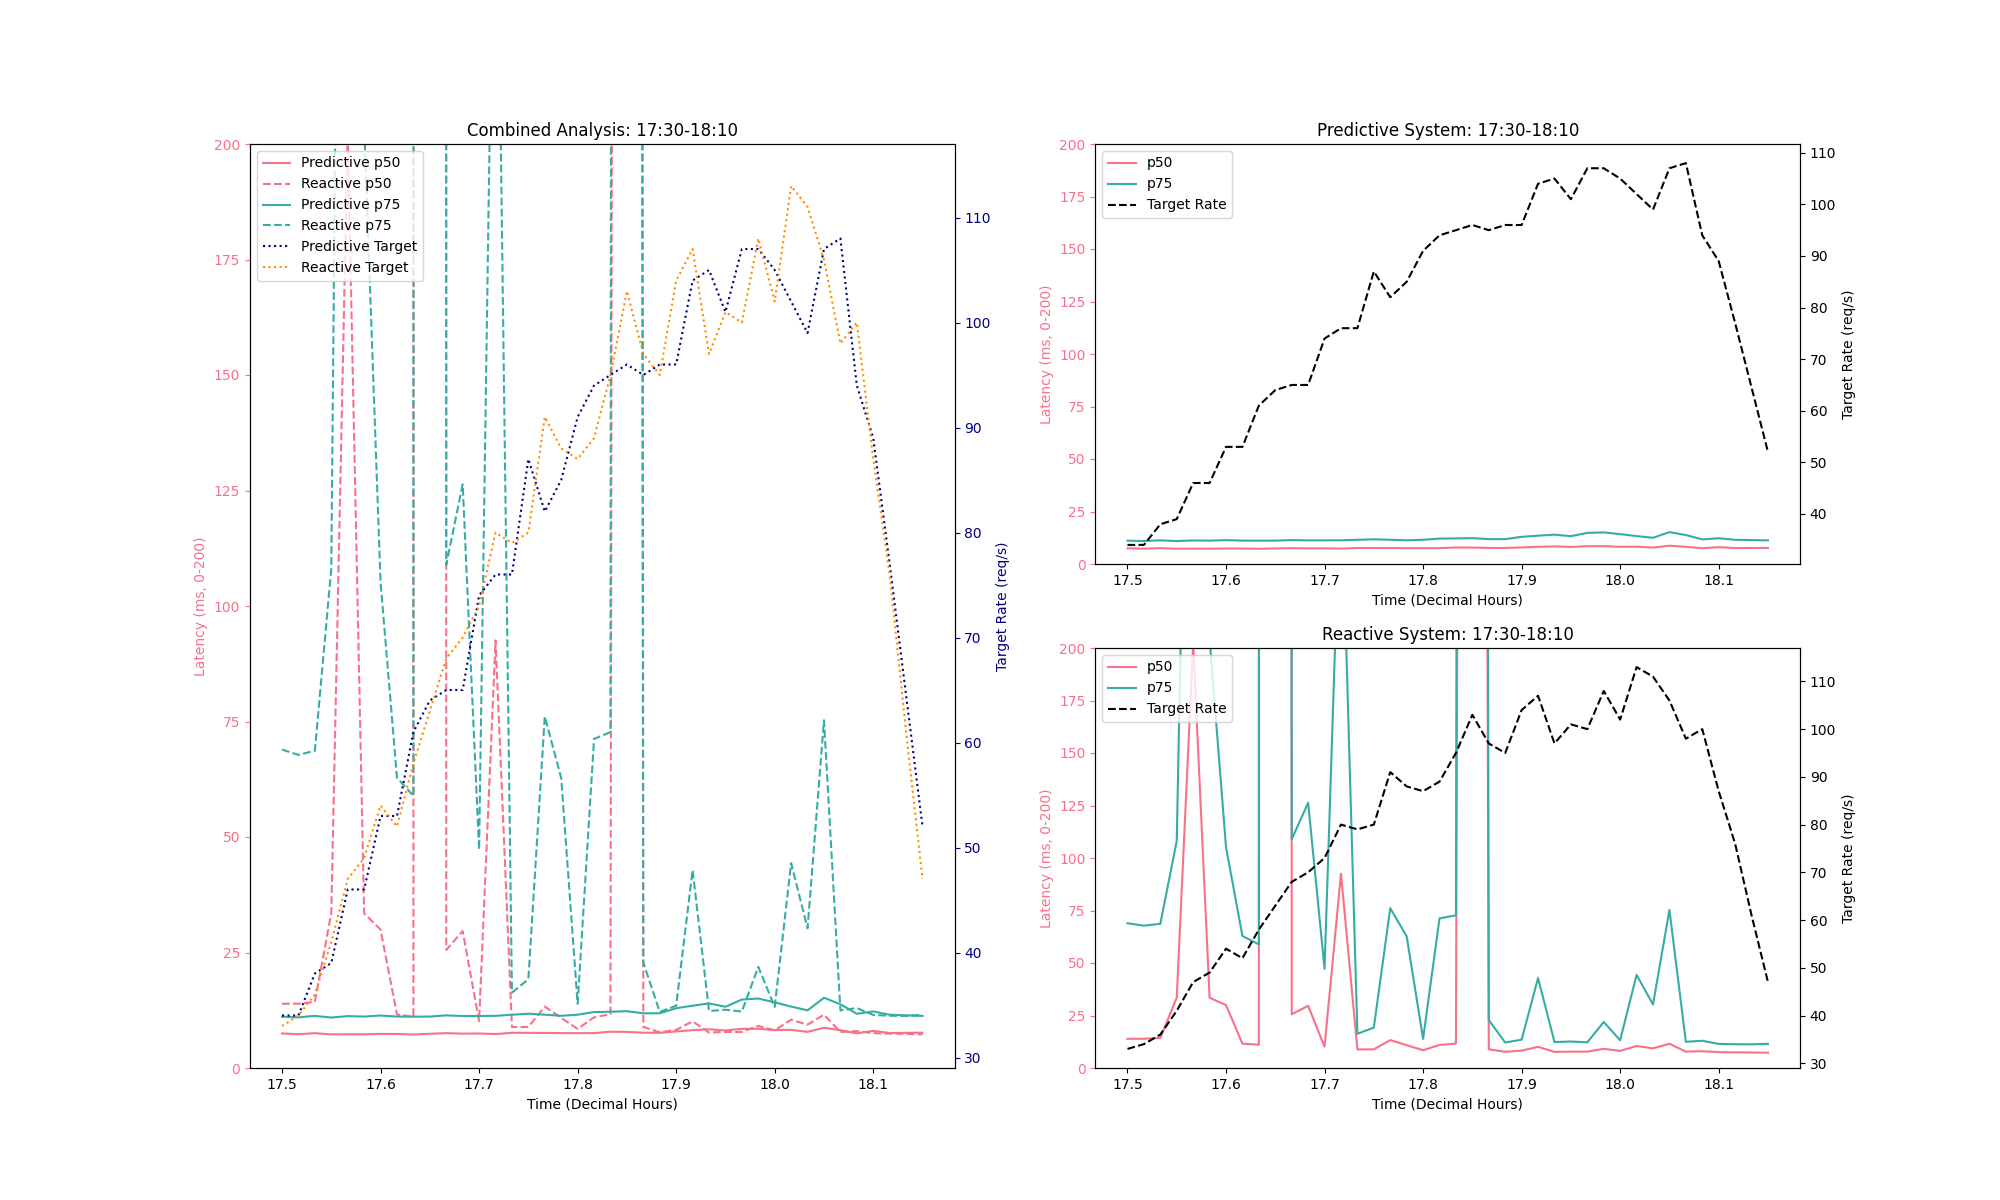 Combined Analysis: 17:30-18:10
Predictive p50
Reactive p50
Predictive p75
Reactive p75
Predictive Target
Reactive Target
200
175
150
125
100
75
50
25
0
Latency (ms, 0-200)
110
100
90
80
70
60
50
40
30
Target Rate (req/s)
17.5 17.6 17.7 17.8 17.9 18.0 18.1
Time (Decimal Hours)
Predictive System: 17:30-18:10
p50
p75
Target Rate
200
175
150
125
100
75
50
25
0
Latency (ms, 0-200)
110
100
90
80
70
60
50
40
Target Rate (req/s)
17.5 17.6 17.7 17.8 17.9 18.0 18.1
Time (Decimal Hours)
Reactive System: 17:30-18:10
p50
p75
Target Rate
200
175
150
125
100
75
50
25
0
Latency (ms, 0-200)
110
100
90
80
70
60
50
40
30
Target Rate (req/s)
17.5 17.6 17.7 17.8 17.9 18.0 18.1
Time (Decimal Hours)